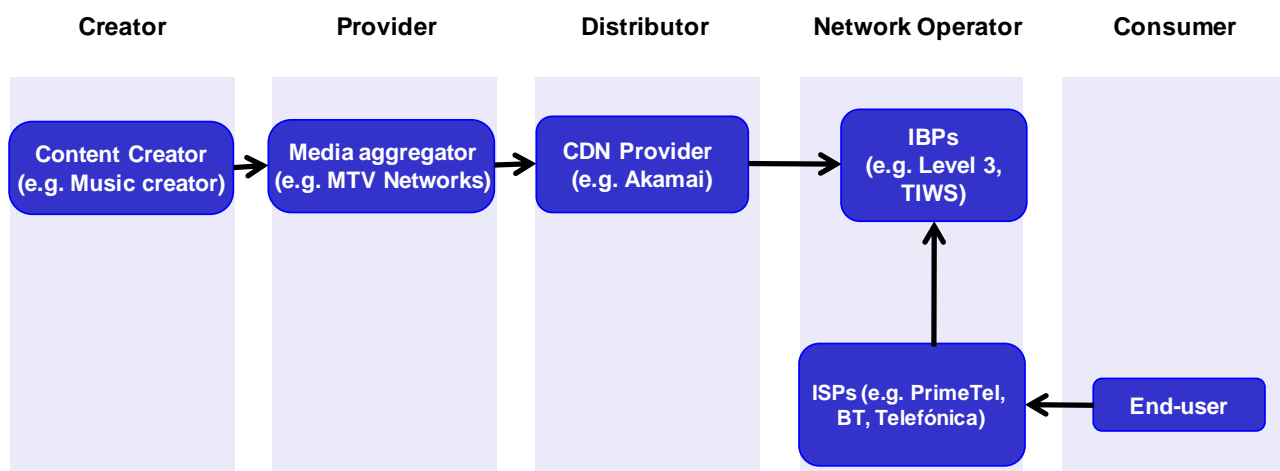 Creator
Provider
Distributor
Network Operator
Consumer
Content Creator
(e.g. Music creator)
Media aggregator
(e.g. MTV Networks)
CDN Provider
(e.g. Akamai)
IBPs
(e.g. Level 3,
TIWS)
ISPs (e.g. PrimeTel,
BT, Telefónica)
End-user